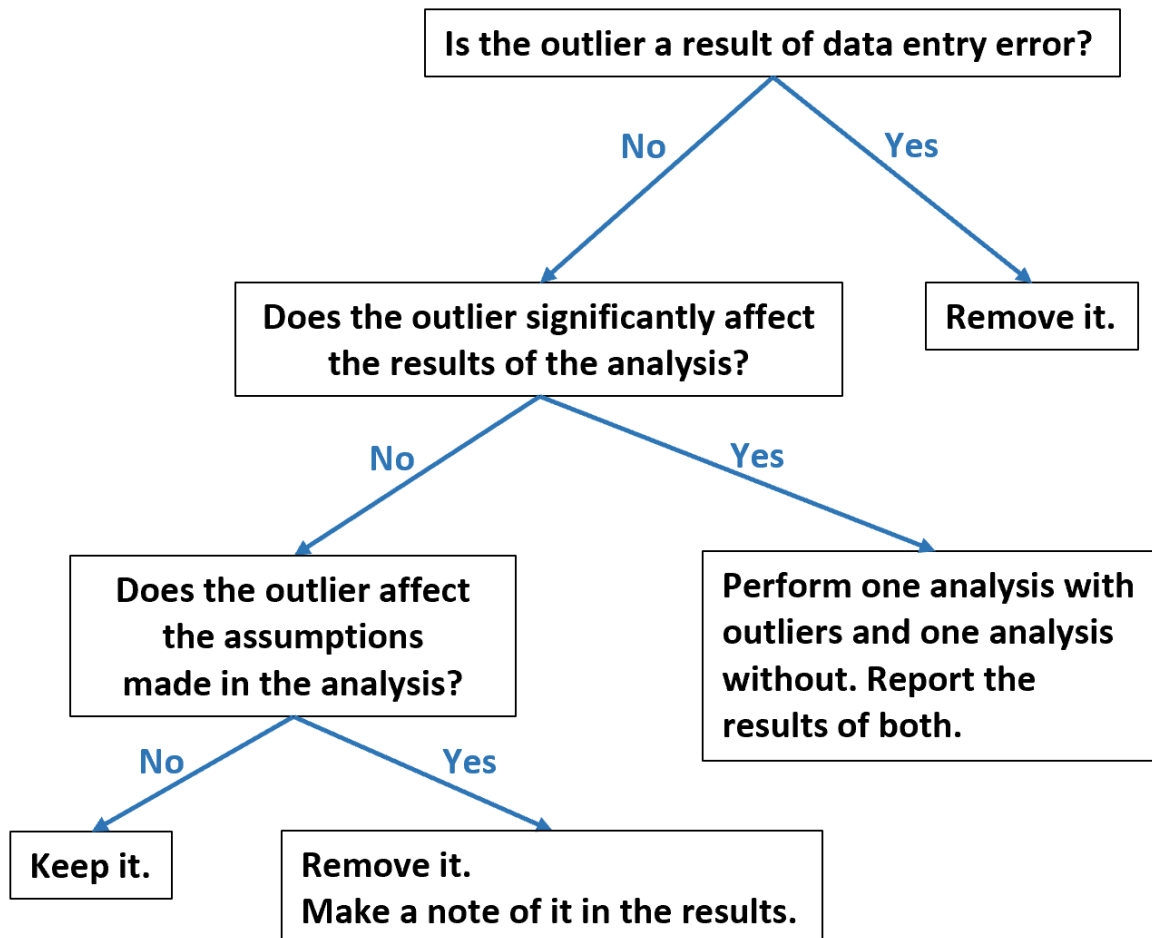 Is the outlier a result of data entry error?
No
Yes
Does the outlier significantly affect
the results of the analysis?
Remove it.
No
Yes
Does the outlier affect
the assumptions
made in the analysis?
Perform one analysis with
outliers and one analysis
without. Report the
results of both.
No
Yes
Keep it.
Remove it.
Make a note of it in the results.